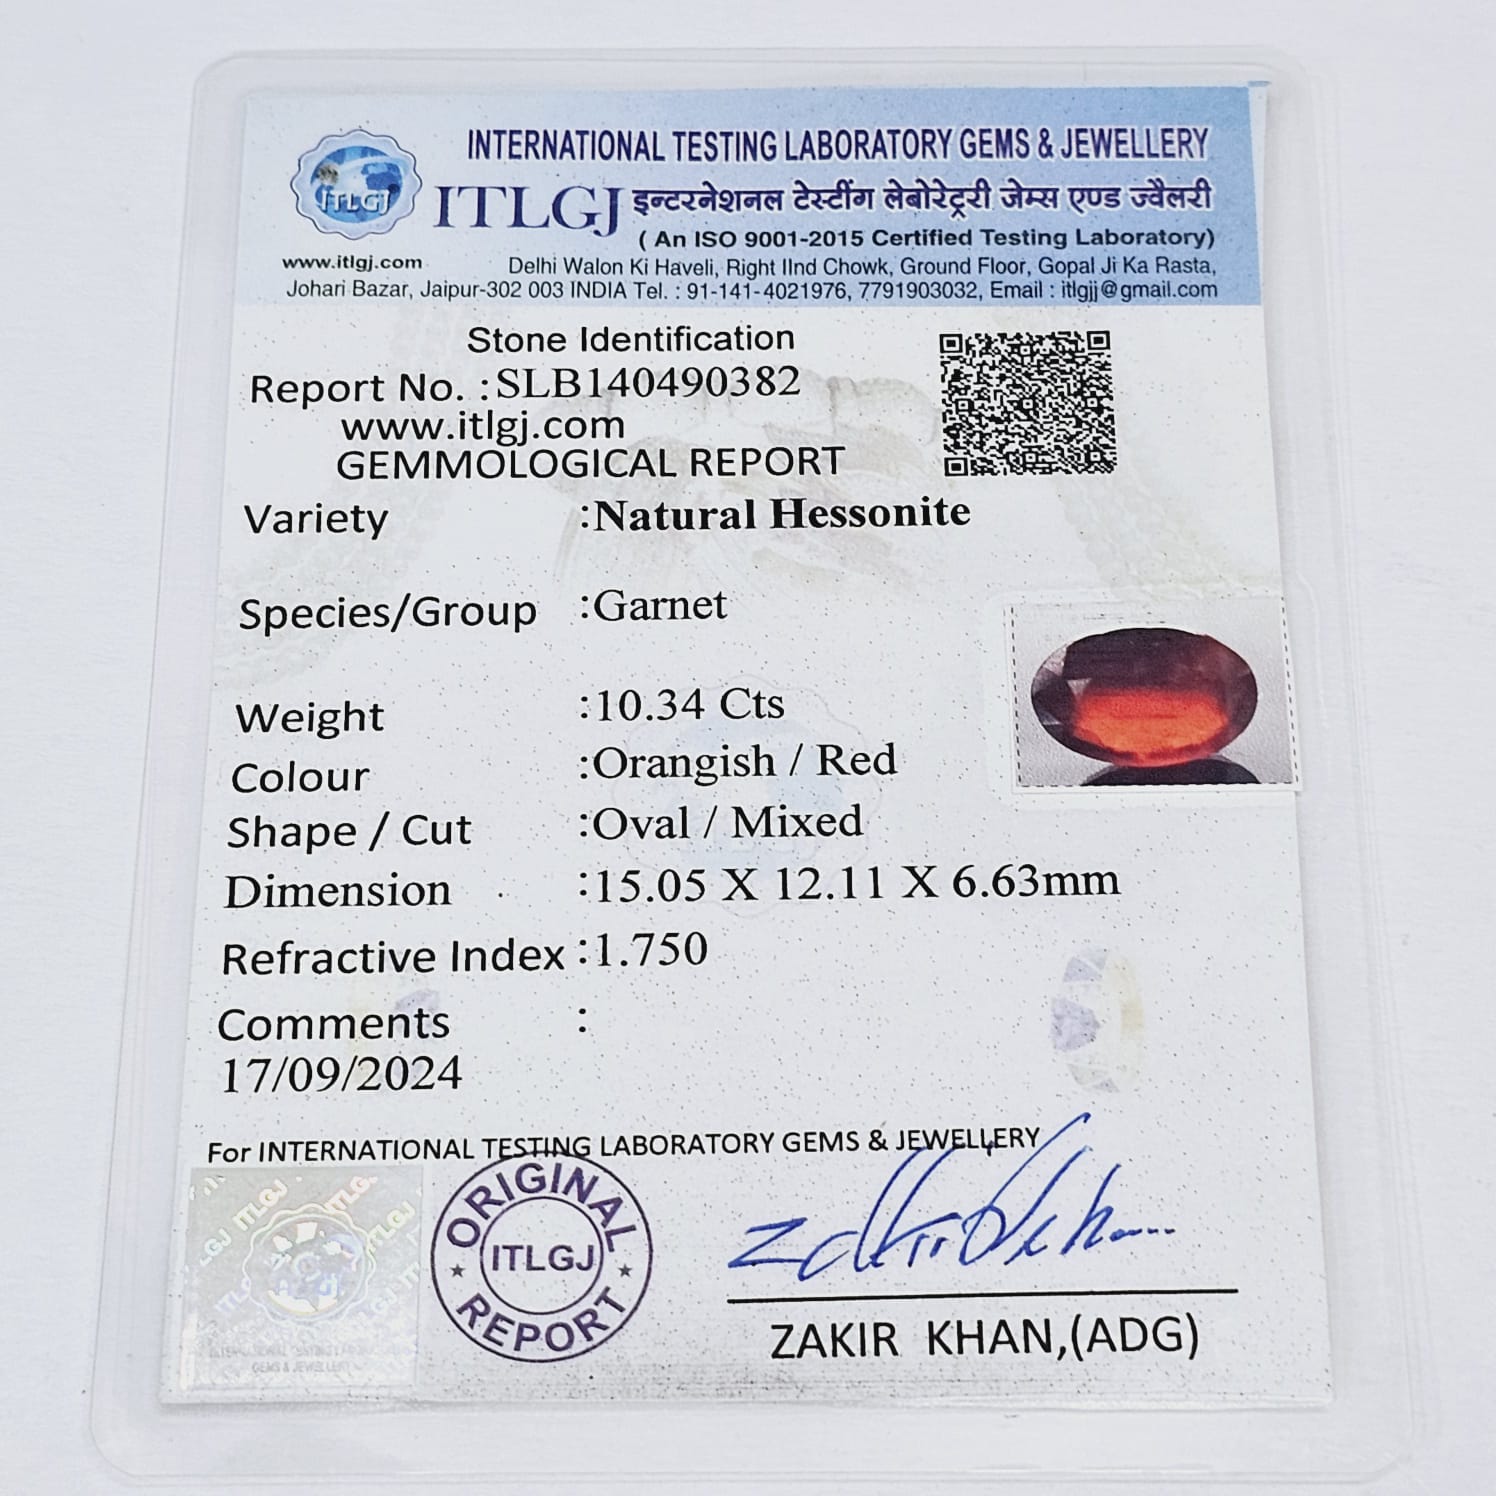 INTERNATIONAL TESTING LABORATORY GEMS & JEWELLERY
ITLGJ
ITLGJ इन्टरनेशनल टेस्टींग लेबोरेट्ररी जेम्स एण्ड ज्वैलरी
( An ISO 9001-2015 Certified Testing Laboratory)
www.itlgj.com Delhi Walon Ki Haveli, Right IInd Chowk, Ground Floor, Gopal Ji Ka Rasta,
Johari Bazar, Jaipur-302 003 INDIA Tel. : 91-141-4021976, 7791903032, Email : itlgjj@gmail.com
Stone Identification
Report No. :SLB140490382
www.itlgj.com
GEMMOLOGICAL REPORT
Variety :Natural Hessonite
Species/Group :Garnet
Weight :10.34 Cts
Colour :Orangish / Red
Shape / Cut :Oval / Mixed
Dimension :15.05 X 12.11 X 6.63mm
Refractive Index :1.750
Comments :
17/09/2024
For INTERNATIONAL TESTING LABORATORY GEMS & JEWELLERY
ITLGJ ITLGJ
ORIGINAL
ITLGJ
REPORT
GEMS & JEWELLERY
ZAKIR KHAN,(ADG)